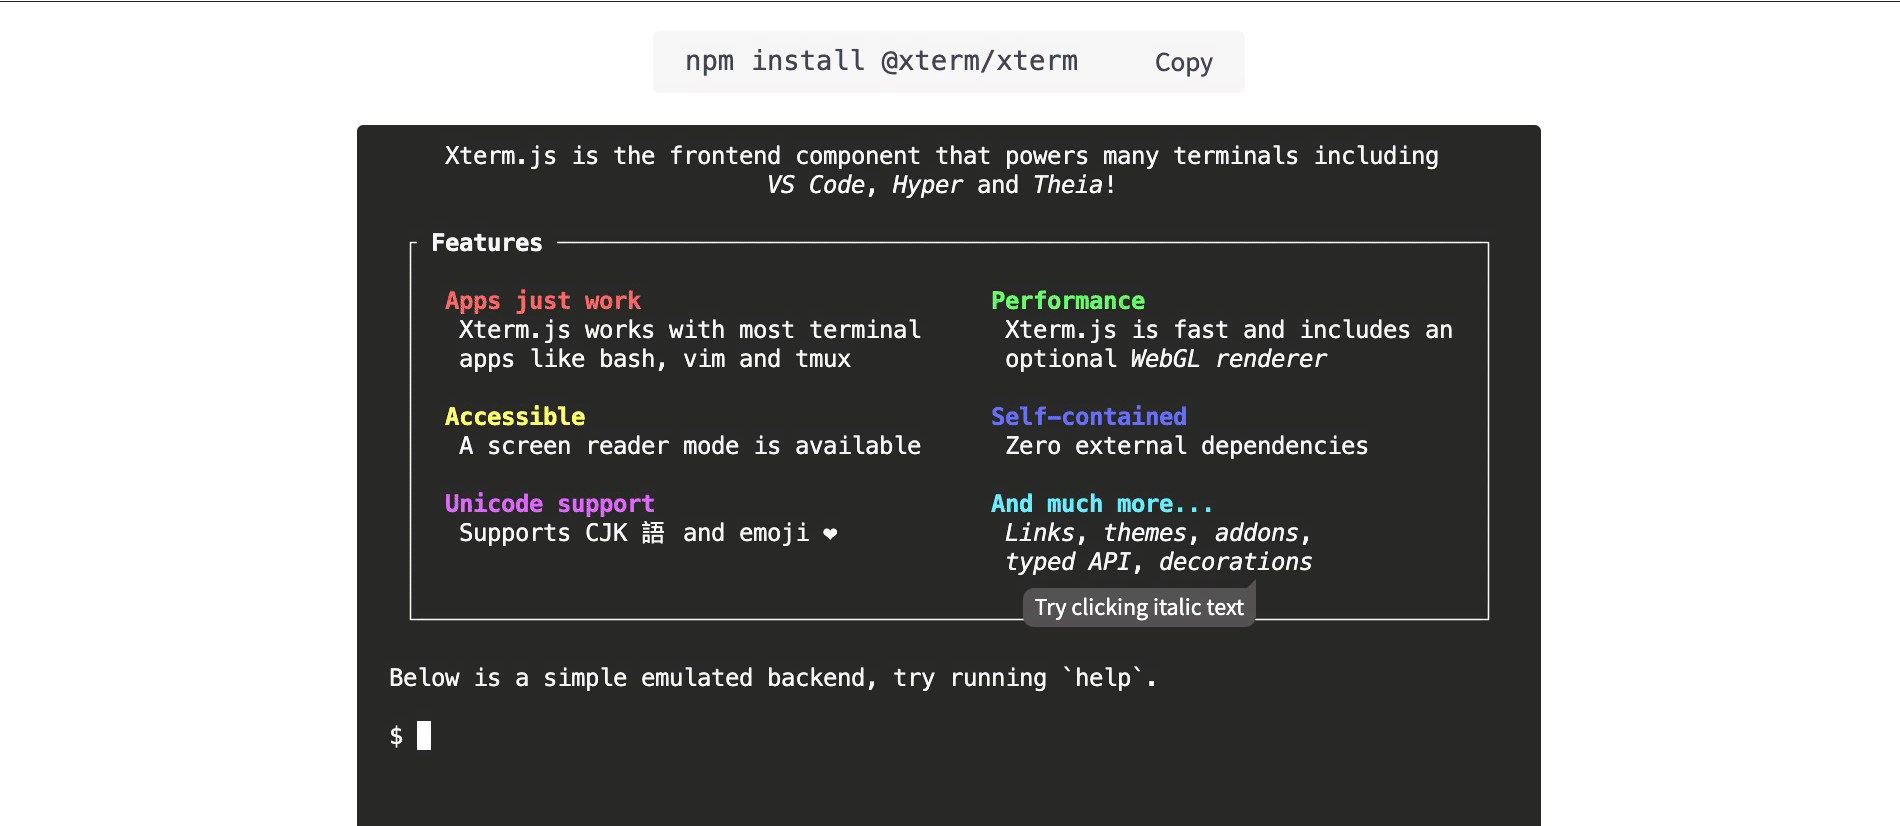 npm install @xterm/xterm Copy
Xterm.js is the frontend component that powers many terminals including
VS Code, Hyper and Theia!
Features
Apps just work
Xterm.js works with most terminal
apps like bash, vim and tmux
Performance
Xterm.js is fast and includes an
optional WebGL renderer
Accessible
A screen reader mode is available
Self-contained
Zero external dependencies
Unicode support
Supports CJK 語 and emoji ❤
And much more...
Links, themes, addons,
typed API, decorations
Try clicking italic text
Below is a simple emulated backend, try running `help`.
$